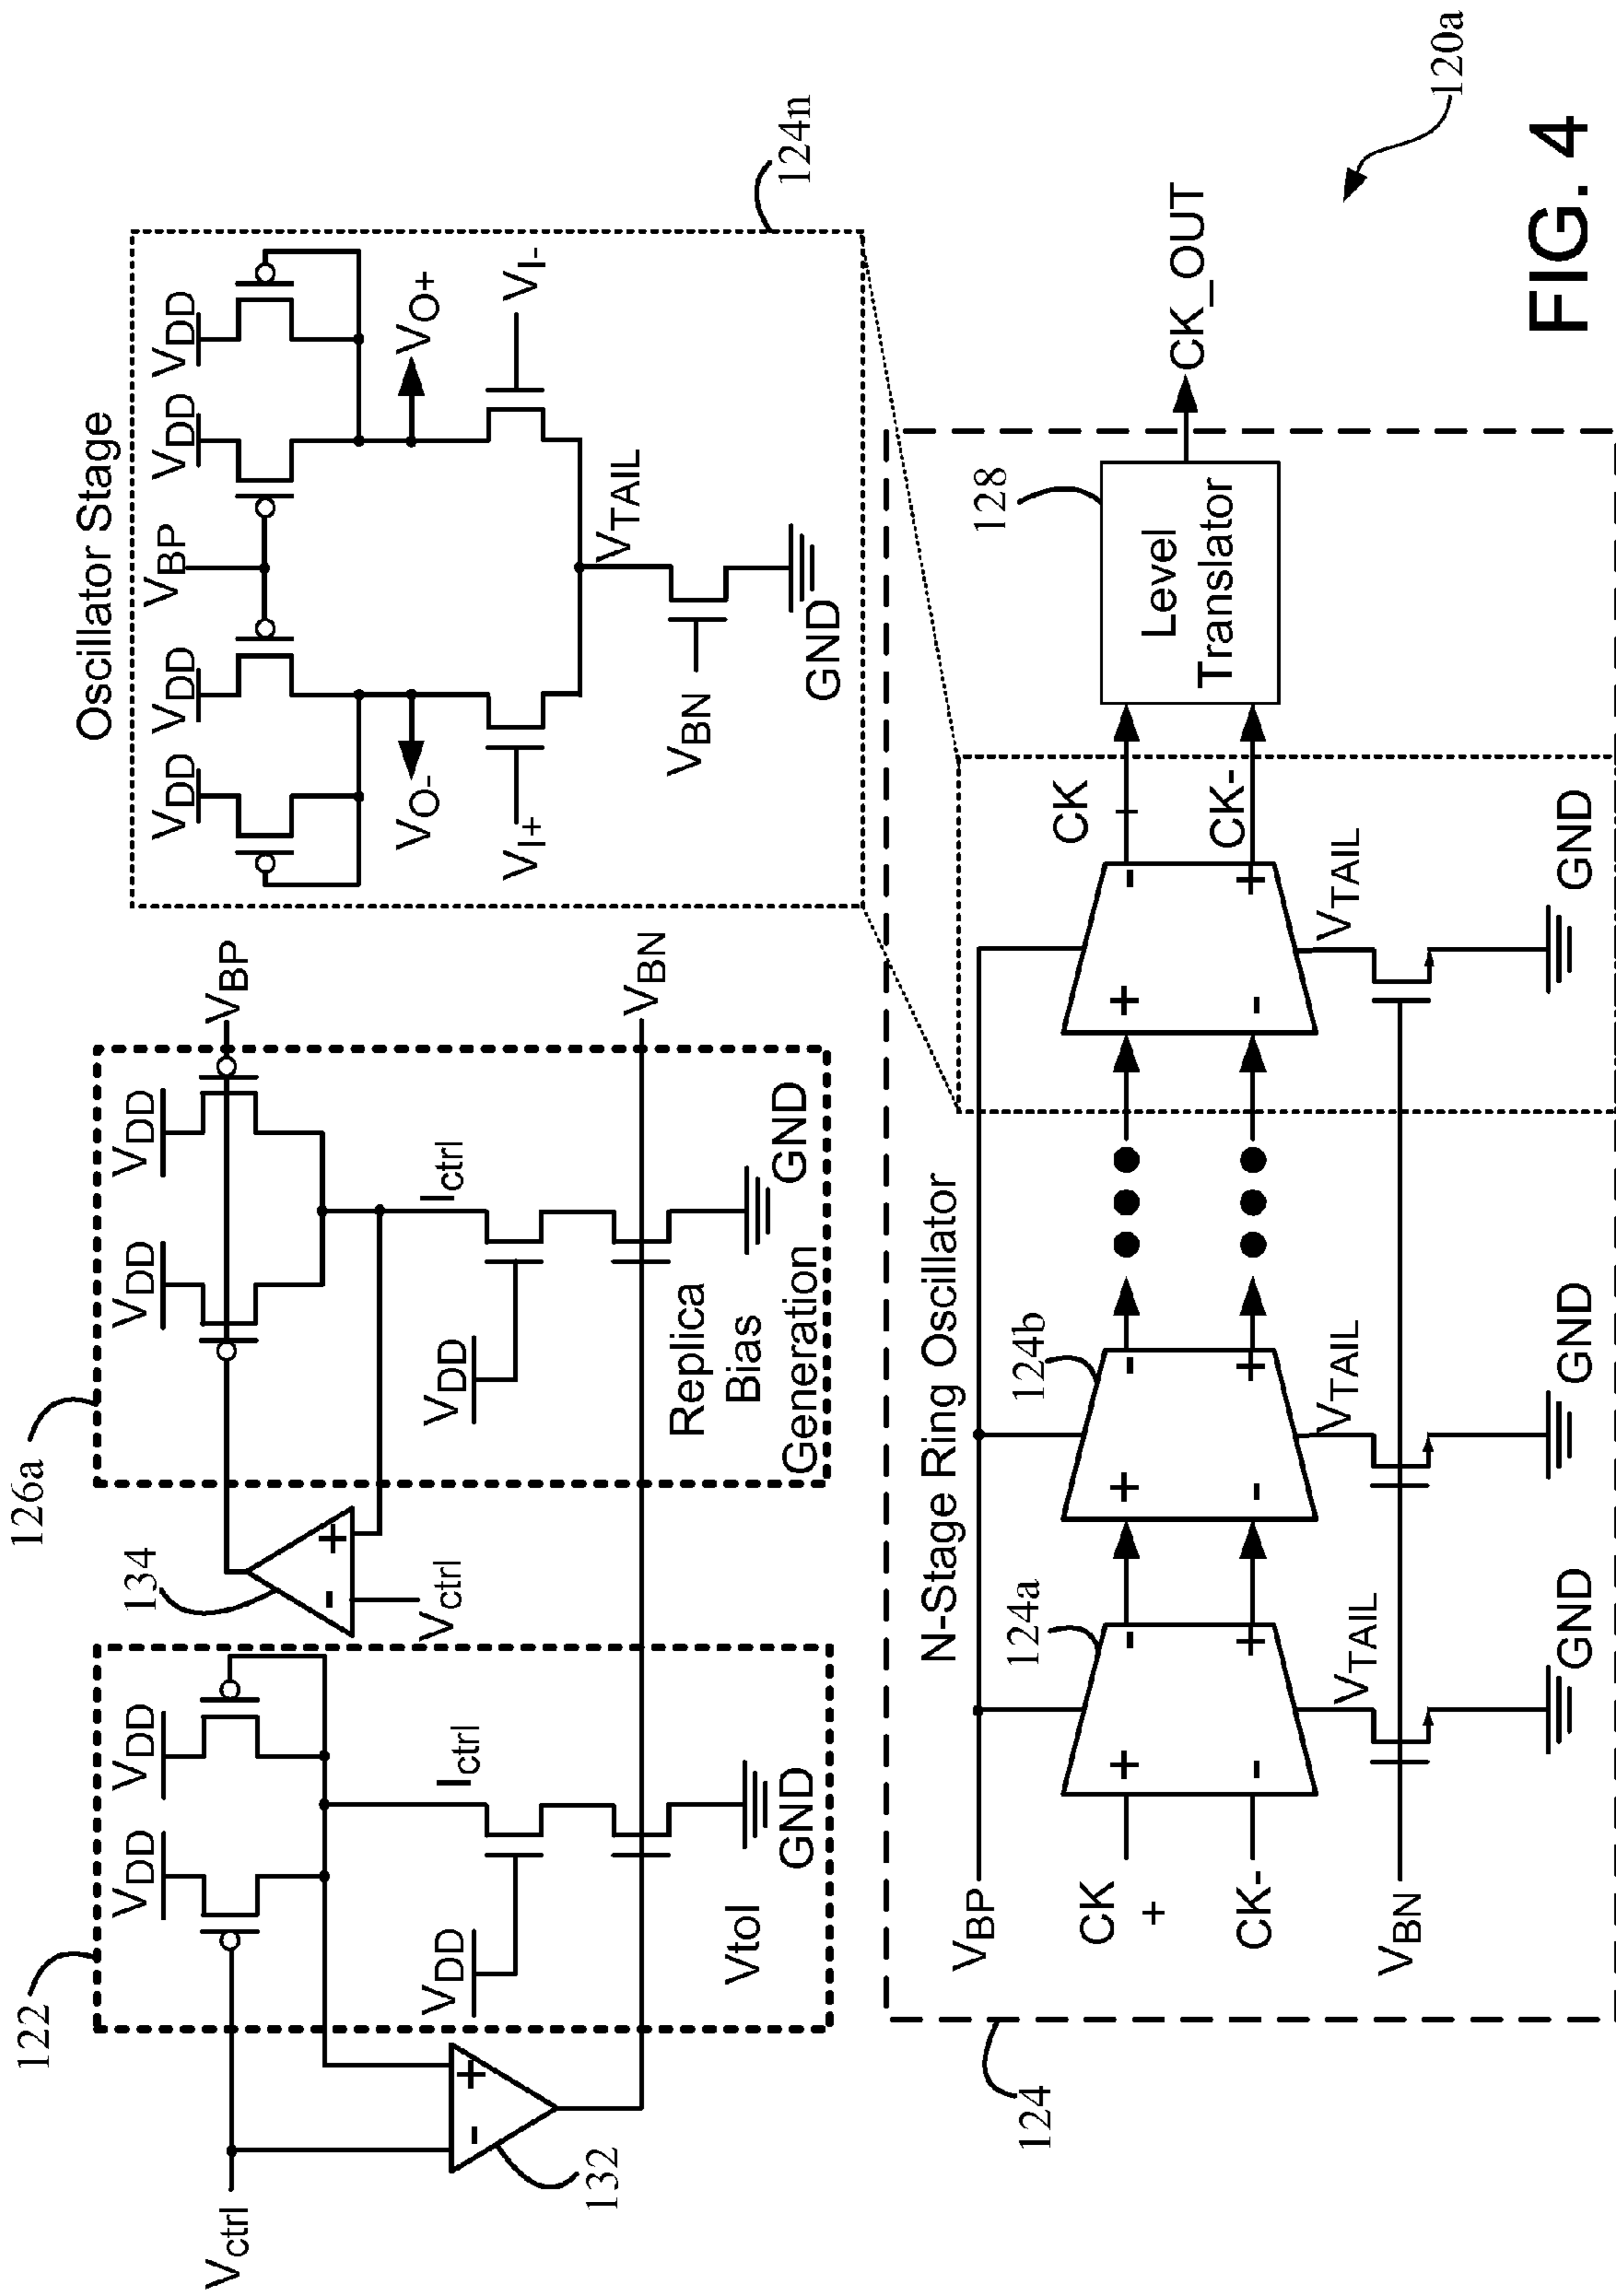 122
Vctrl
132
VDD
VDD
Ictrl
VDD
Vtol
GND
-
+
126a
134
-
+
Vctrl
VDD
VDD
Ictrl
VDD
Replica
Bias
Generation
GND
VBP
VBN
Oscillator Stage
VDD
VDD
VBP
VDD
VDD
VO-
VO+
VI+
VI-
VTAIL
VBN
GND
124n
N-Stage Ring Oscillator
124
VBP
CK
+
CK-
VBN
124a
+
-
-
+
VTAIL
GND
124b
+
-
-
+
VTAIL
GND
+
-
-
+
VTAIL
GND
CK
+
CK-
128
Level
Translator
CK_OUT
120a
FIG. 4